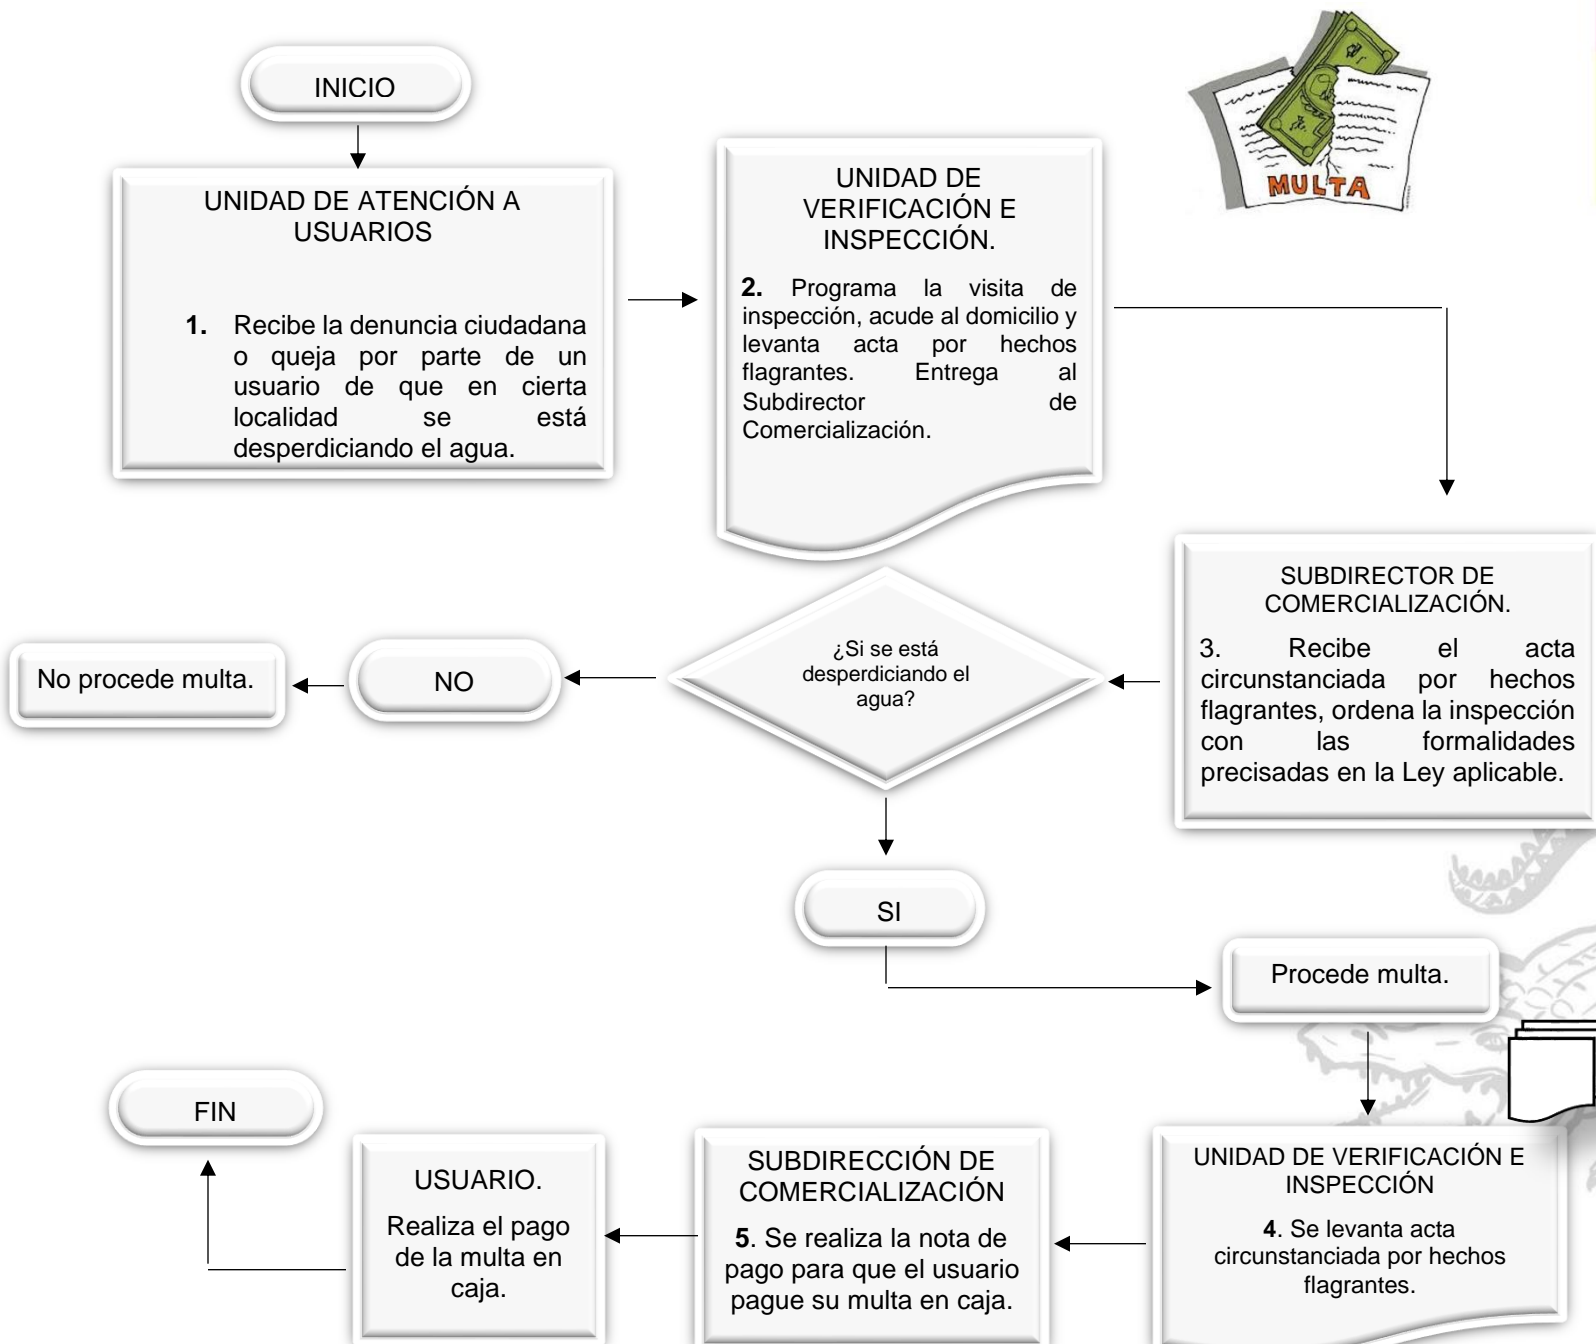 INICIO
MULTA
UNIDAD DE ATENCIÓN A
USUARIOS
1. Recibe la denuncia ciudadana
o queja por parte de un
usuario de que en cierta
localidad se está
desperdiciando el agua.
UNIDAD DE
VERIFICACIÓN E
INSPECCIÓN.
2. Programa la visita de
inspección, acude al domicilio y
levanta acta por hechos
flagrantes. Entrega al
Subdirector de
Comercialización.
SUBDIRECTOR DE
COMERCIALIZACIÓN.
3. Recibe el acta
circunstanciada por hechos
flagrantes, ordena la inspección
con las formalidades
precisadas en la Ley aplicable.
¿Si se está
desperdiciando el
agua?
NO
No procede multa.
SI
Procede multa.
UNIDAD DE VERIFICACIÓN E
INSPECCIÓN
4. Se levanta acta
circunstanciada por hechos
flagrantes.
SUBDIRECCIÓN DE
COMERCIALIZACIÓN
5. Se realiza la nota de
pago para que el usuario
pague su multa en caja.
USUARIO.
Realiza el pago
de la multa en
caja.
FIN